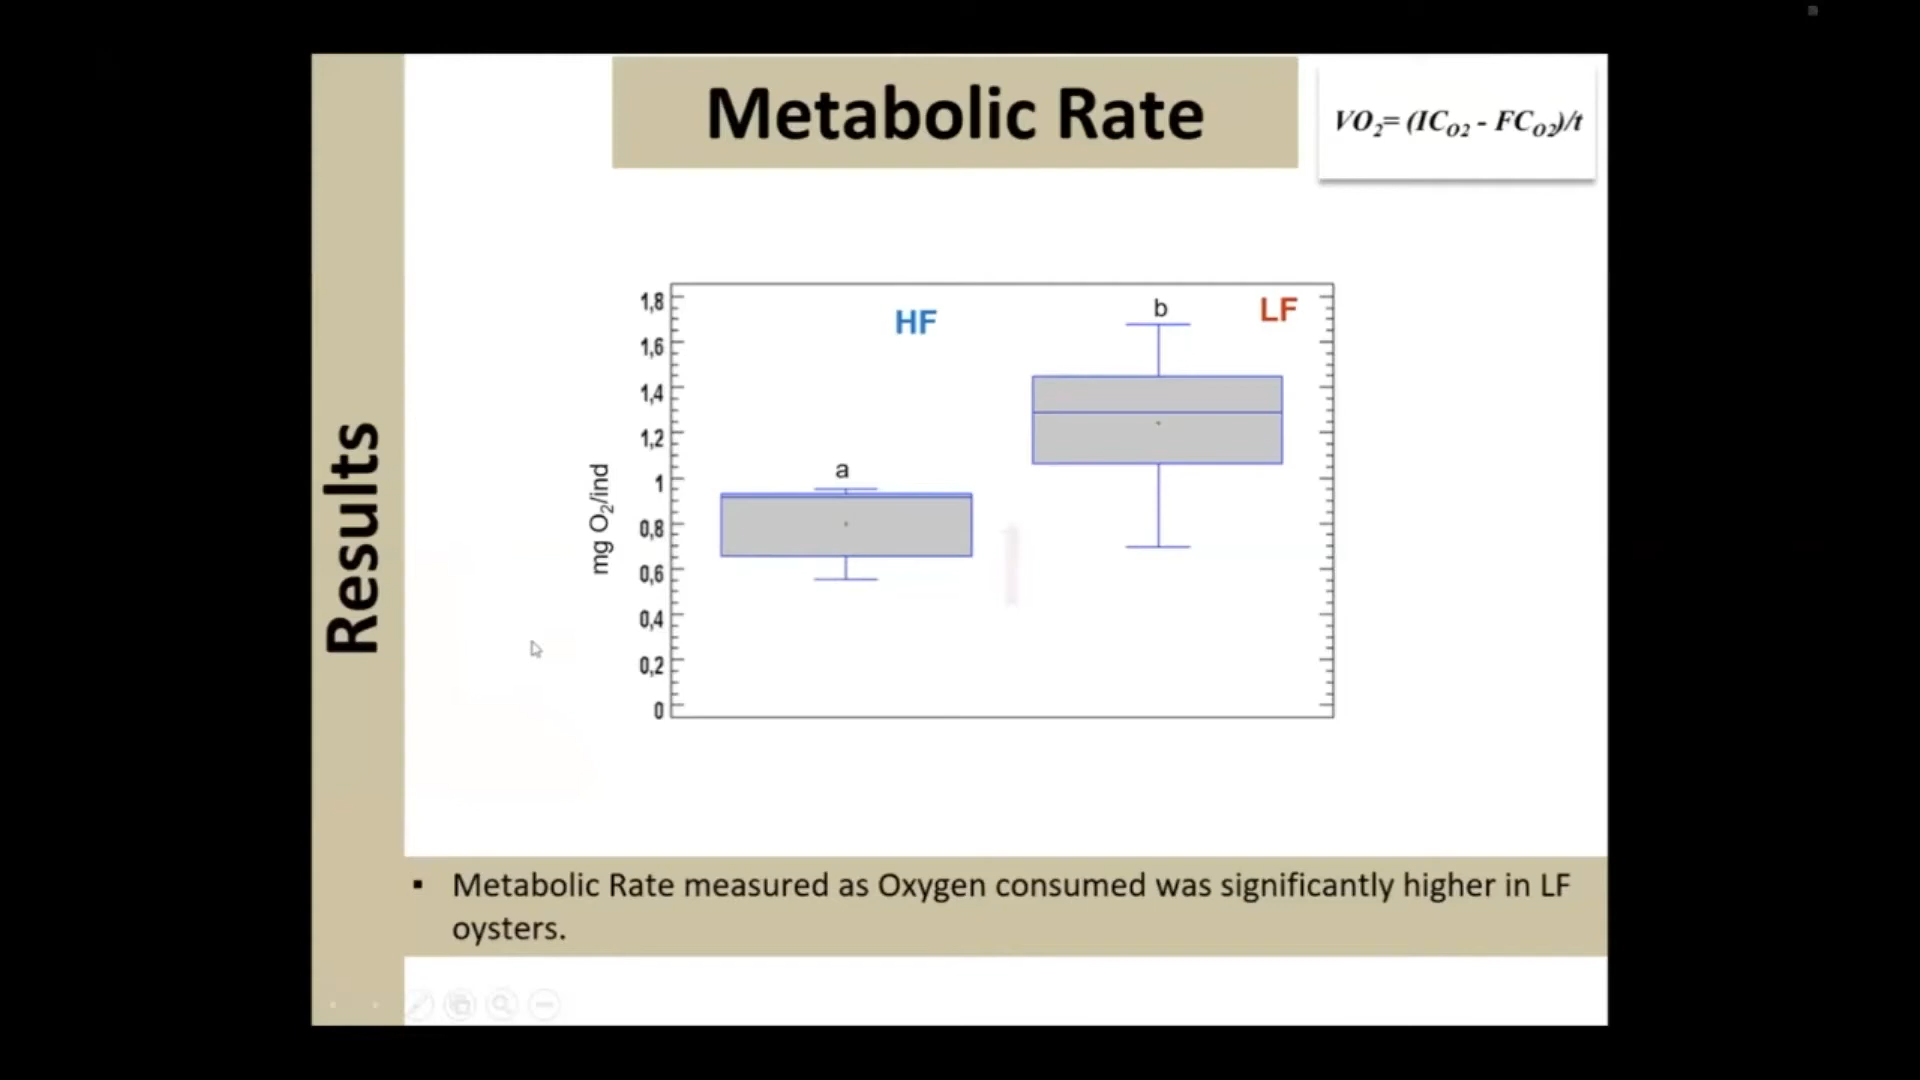 Metabolic Rate
VO2= (ICO2 - FCO2)/t
Results
mg O2/ind
1,8
1,6
1,4
1,2
1
0,8
0,6
0,4
0,2
0
HF
LF
a
b
▪ Metabolic Rate measured as Oxygen consumed was significantly higher in LF
oysters.